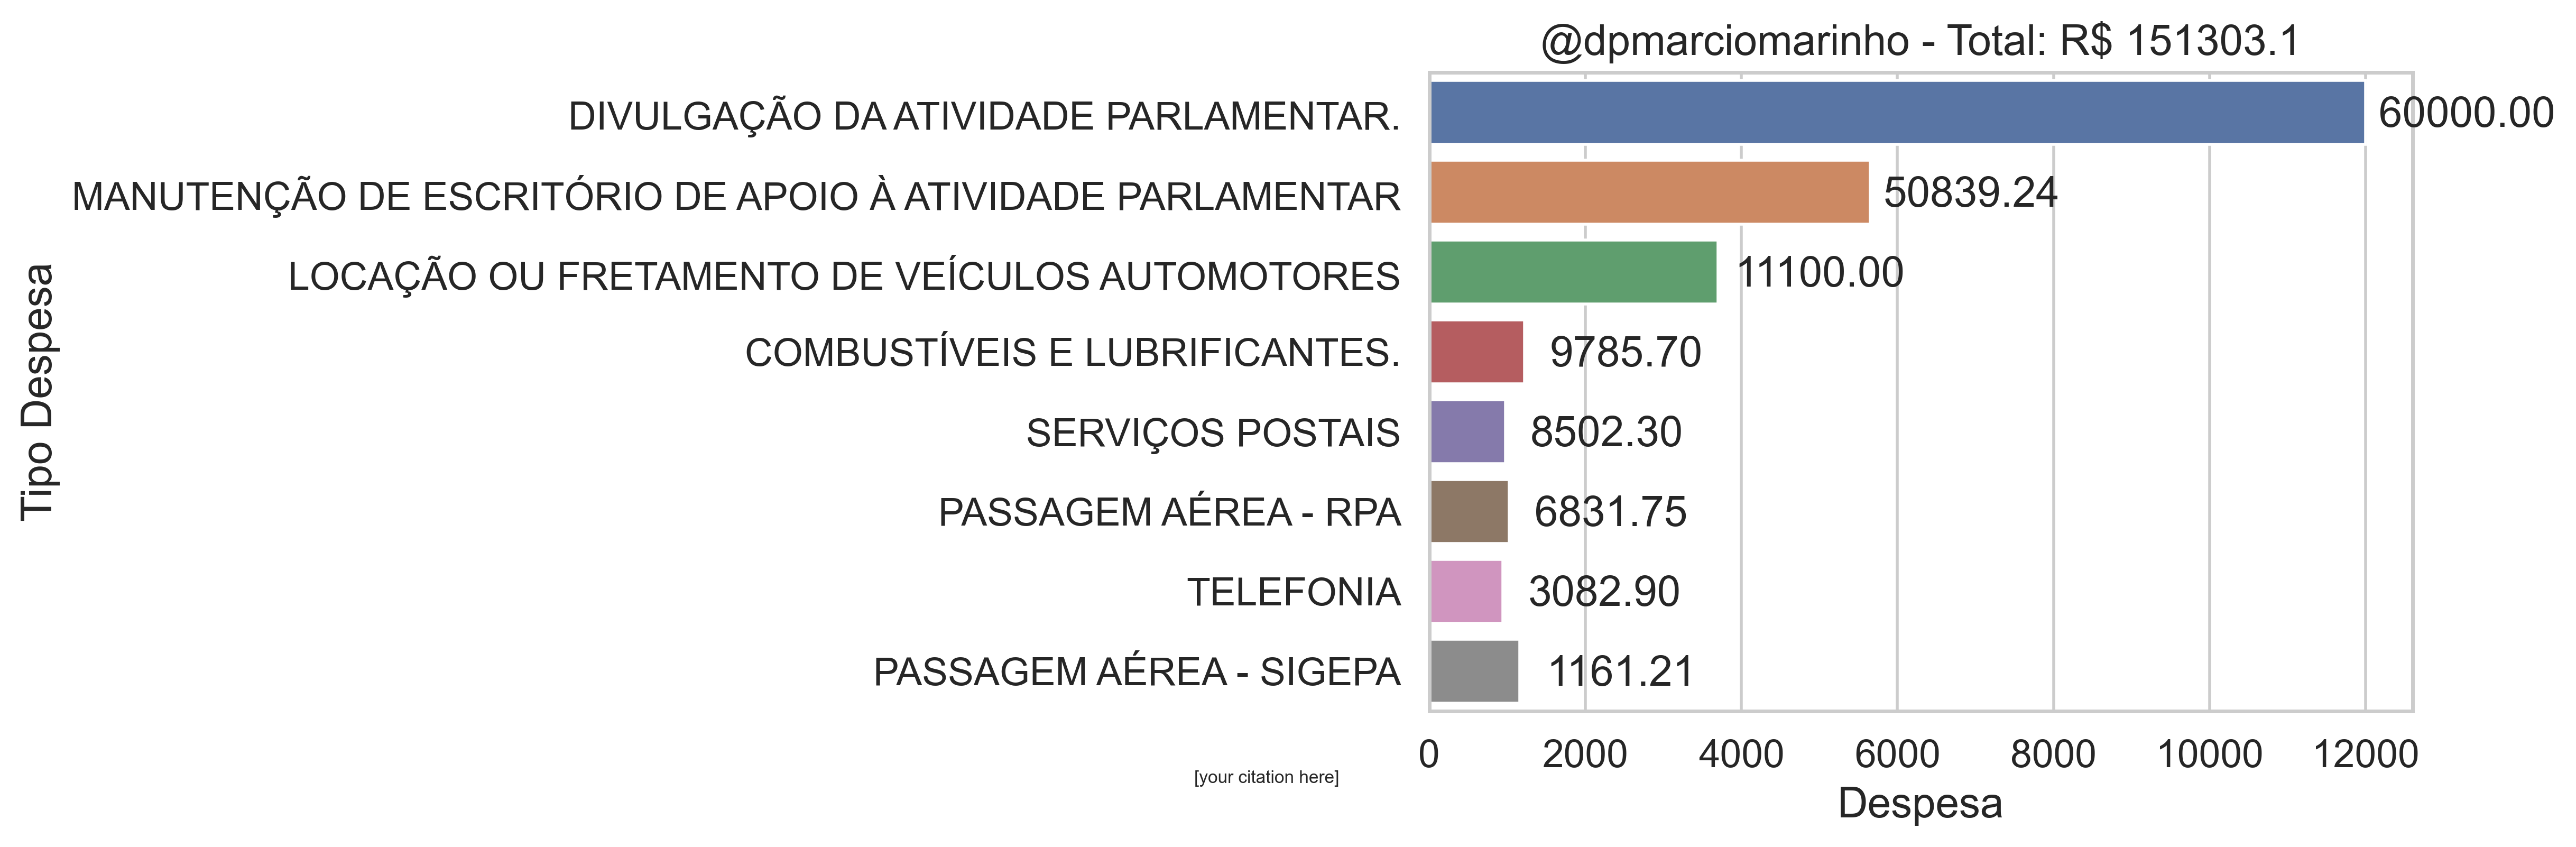 @dpmarciomarinho - Total: R$ 151303.1
DIVULGAÇÃO DA ATIVIDADE PARLAMENTAR. 60000.00
MANUTENÇÃO DE ESCRITÓRIO DE APOIO À ATIVIDADE PARLAMENTAR 50839.24
LOCAÇÃO OU FRETAMENTO DE VEÍCULOS AUTOMOTORES 11100.00
COMBUSTÍVEIS E LUBRIFICANTES. 9785.70
SERVIÇOS POSTAIS 8502.30
PASSAGEM AÉREA - RPA 6831.75
TELEFONIA 3082.90
PASSAGEM AÉREA - SIGEPA 1161.21
Tipo Despesa
0 2000 4000 6000 8000 10000 12000
[your citation here]
Despesa